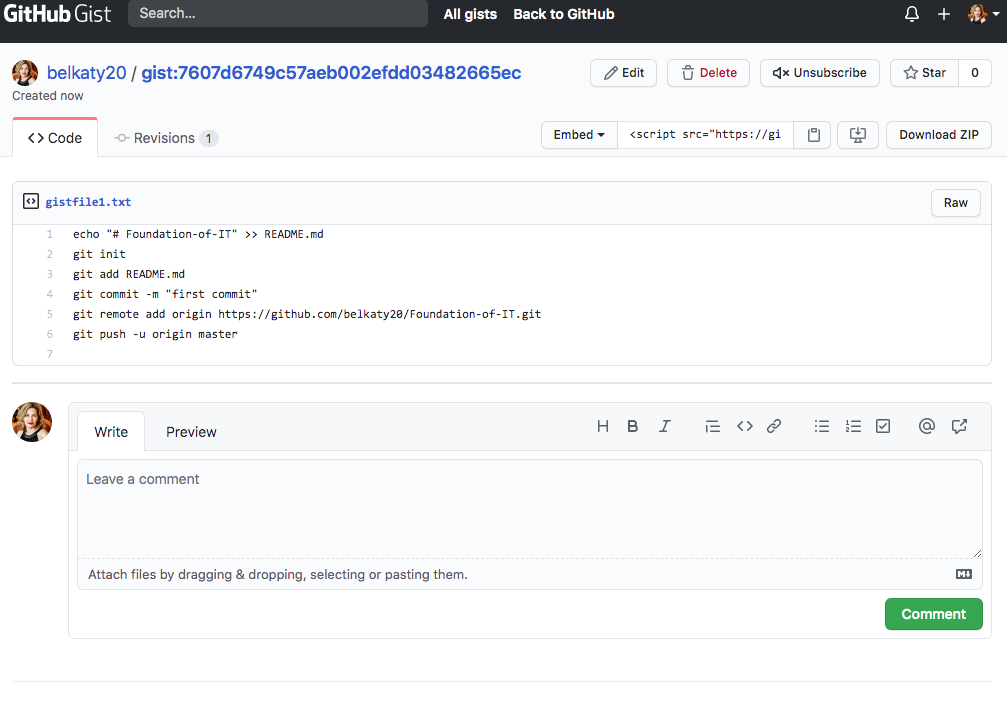 GitHub Gist Search... All gists Back to GitHub
belkaty20 / gist:7607d6749c57aeb002efdd03482665ec Edit Delete Unsubscribe Star 0
Created now
Code Revisions 1 Embed <script src="https://gi Download ZIP
gistfile1.txt Raw
1 echo "# Foundation-of-IT" >> README.md
2 git init
3 git add README.md
4 git commit -m "first commit"
5 git remote add origin https://github.com/belkaty20/Foundation-of-IT.git
6 git push -u origin master
7
Write Preview H B I
Leave a comment
Attach files by dragging & dropping, selecting or pasting them.
Comment